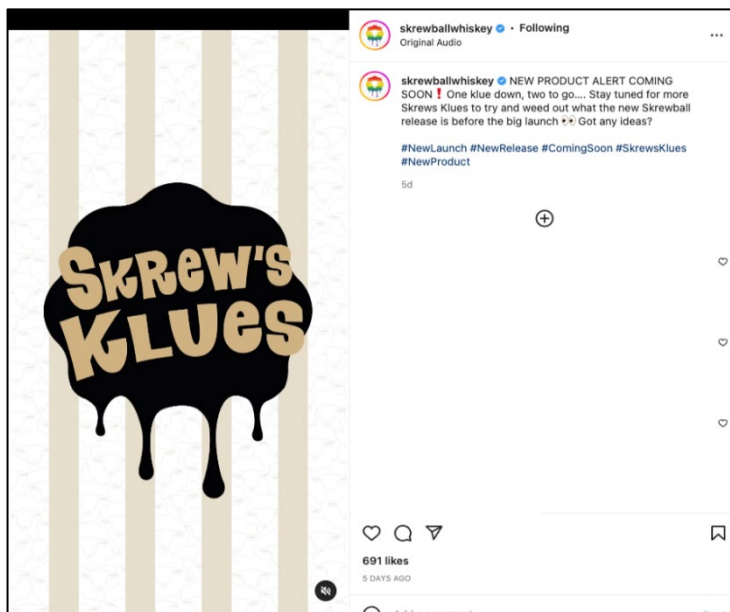 SKREW'S
KLUES
skrewballwhiskey • Following
Original Audio
...
skrewballwhiskey NEW PRODUCT ALERT COMING
SOON❗ One klue down, two to go.... Stay tuned for more
Skrews Klues to try and weed out what the new Skrewball
release is before the big launch 👀 Got any ideas?
#NewLaunch #NewRelease #ComingSoon #SkrewsKlues
#NewProduct
5d
691 likes
5 DAYS AGO